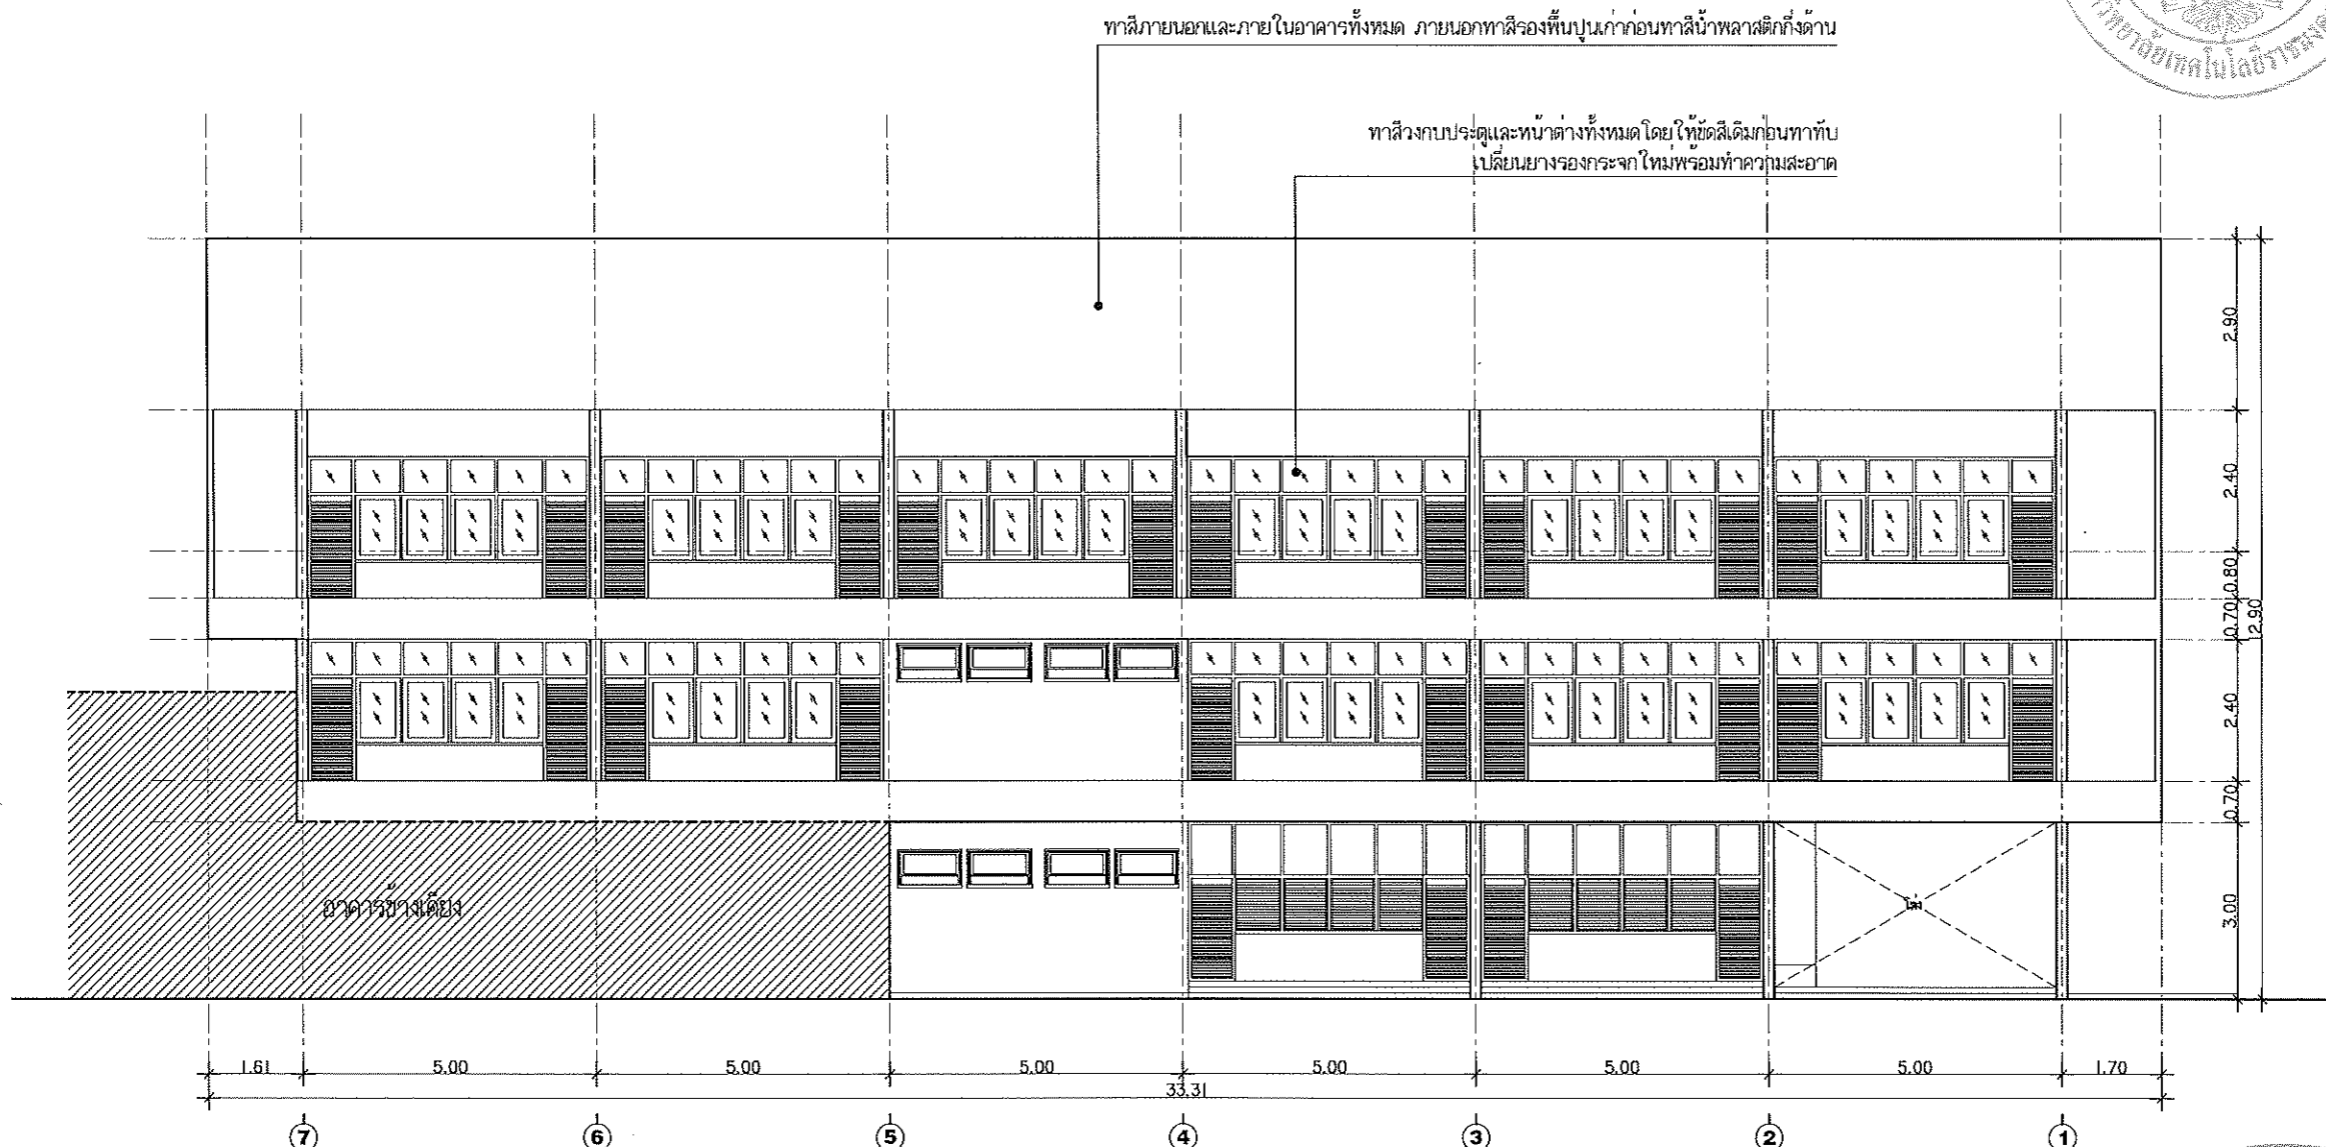 ทาสีภายนอกและภายในอาคารทั้งหมด ภายนอกทาสีรองพื้นปูนเก่าก่อนทาสีน้ำพลาสติกกึ่งด้าน
ทาสีวงกบประตูและหน้าต่างทั้งหมดโดยให้ขัดสีเดิมก่อนทาทับ
เปลี่ยนยางรองกระจกใหม่พร้อมทำความสะอาด
2.90
2.40
0.80
0.70
2.40
0.70
3.00
12.90
อาคารข้างเคียง
โล่ง
1.61 5.00 5.00 5.00 5.00 5.00 5.00 1.70
33.31
7 6 5 4 3 2 1